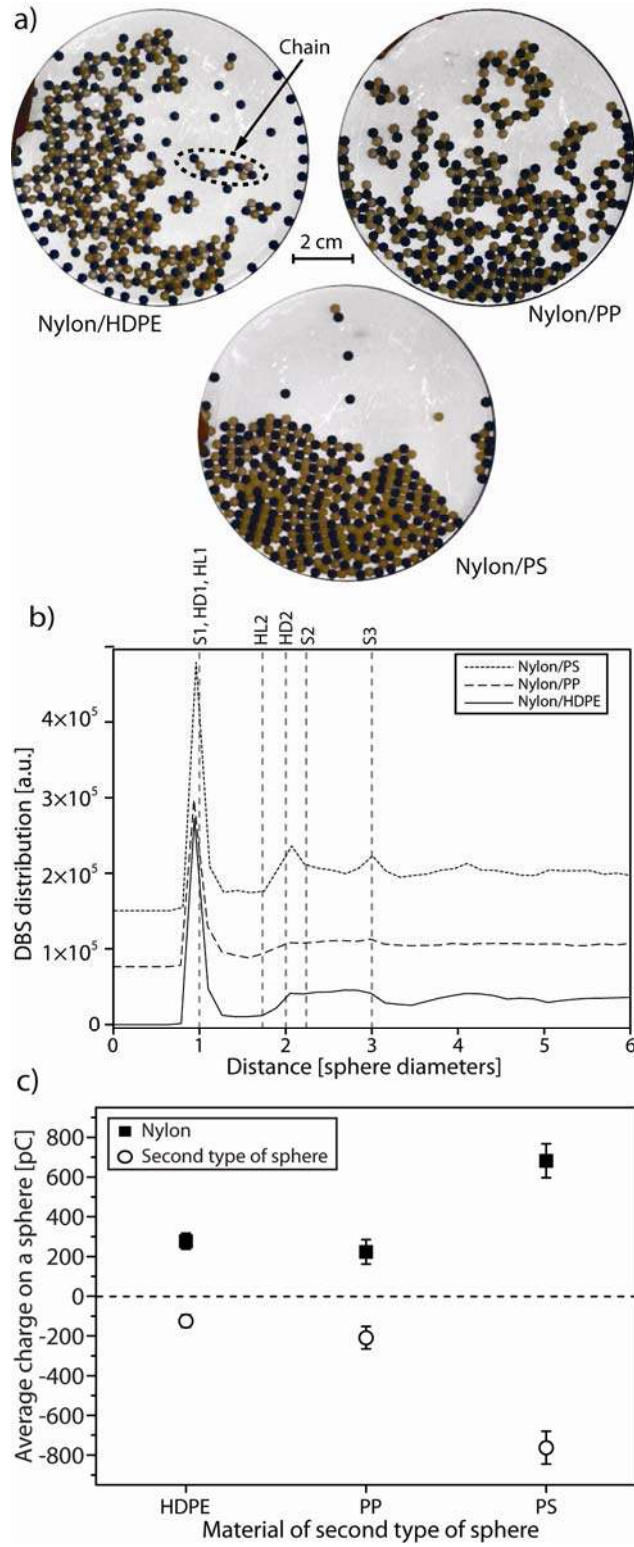 a)
Chain
2 cm
Nylon/HDPE
Nylon/PP
Nylon/PS
b)
S1, HD1, HL1
HL2
HD2
S2
S3
Nylon/PS
Nylon/PP
Nylon/HDPE
DBS distribution [a.u.]
4×10⁵
3×10⁵
2×10⁵
1×10⁵
0
0 1 2 3 4 5 6
Distance [sphere diameters]
c)
Nylon
Second type of sphere
Average charge on a sphere [pC]
800
600
400
200
0
-200
-400
-600
-800
HDPE PP PS
Material of second type of sphere